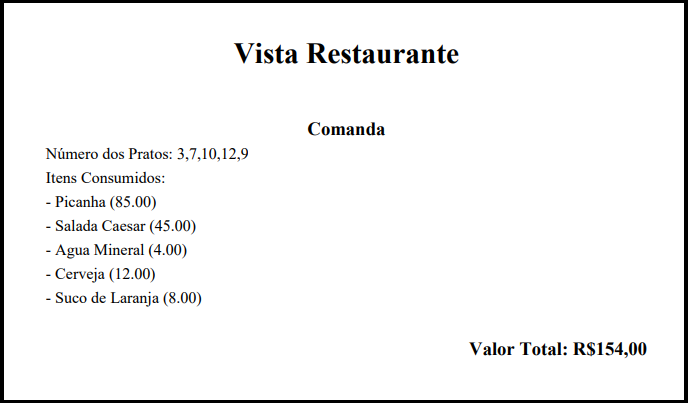 Vista Restaurante
Comanda
Número dos Pratos: 3,7,10,12,9
Itens Consumidos:
- Picanha (85.00)
- Salada Caesar (45.00)
- Agua Mineral (4.00)
- Cerveja (12.00)
- Suco de Laranja (8.00)
Valor Total: R$154,00